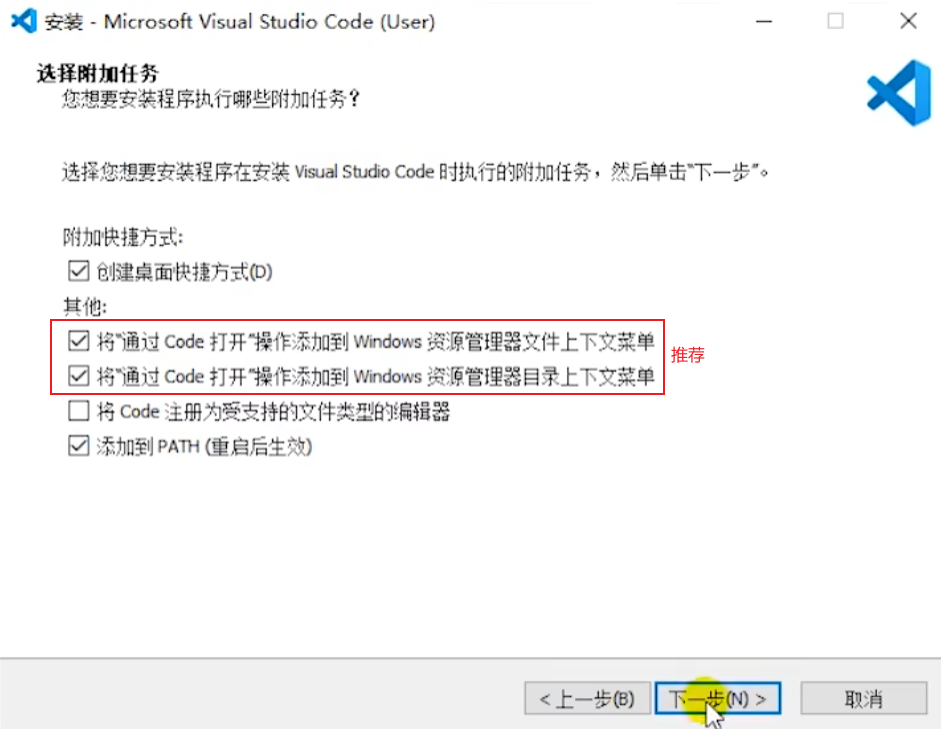 安装 - Microsoft Visual Studio Code (User)
选择附加任务
您想要安装程序执行哪些附加任务？
选择您想要安装程序在安装 Visual Studio Code 时执行的附加任务，然后单击“下一步”。
附加快捷方式:
创建桌面快捷方式(D)
其他:
将“通过 Code 打开“操作添加到 Windows 资源管理器文件上下文菜单
推荐
将“通过 Code 打开“操作添加到 Windows 资源管理器目录上下文菜单
将 Code 注册为受支持的文件类型的编辑器
添加到 PATH (重启后生效)
< 上一步(B)
下一步(N) >
取消